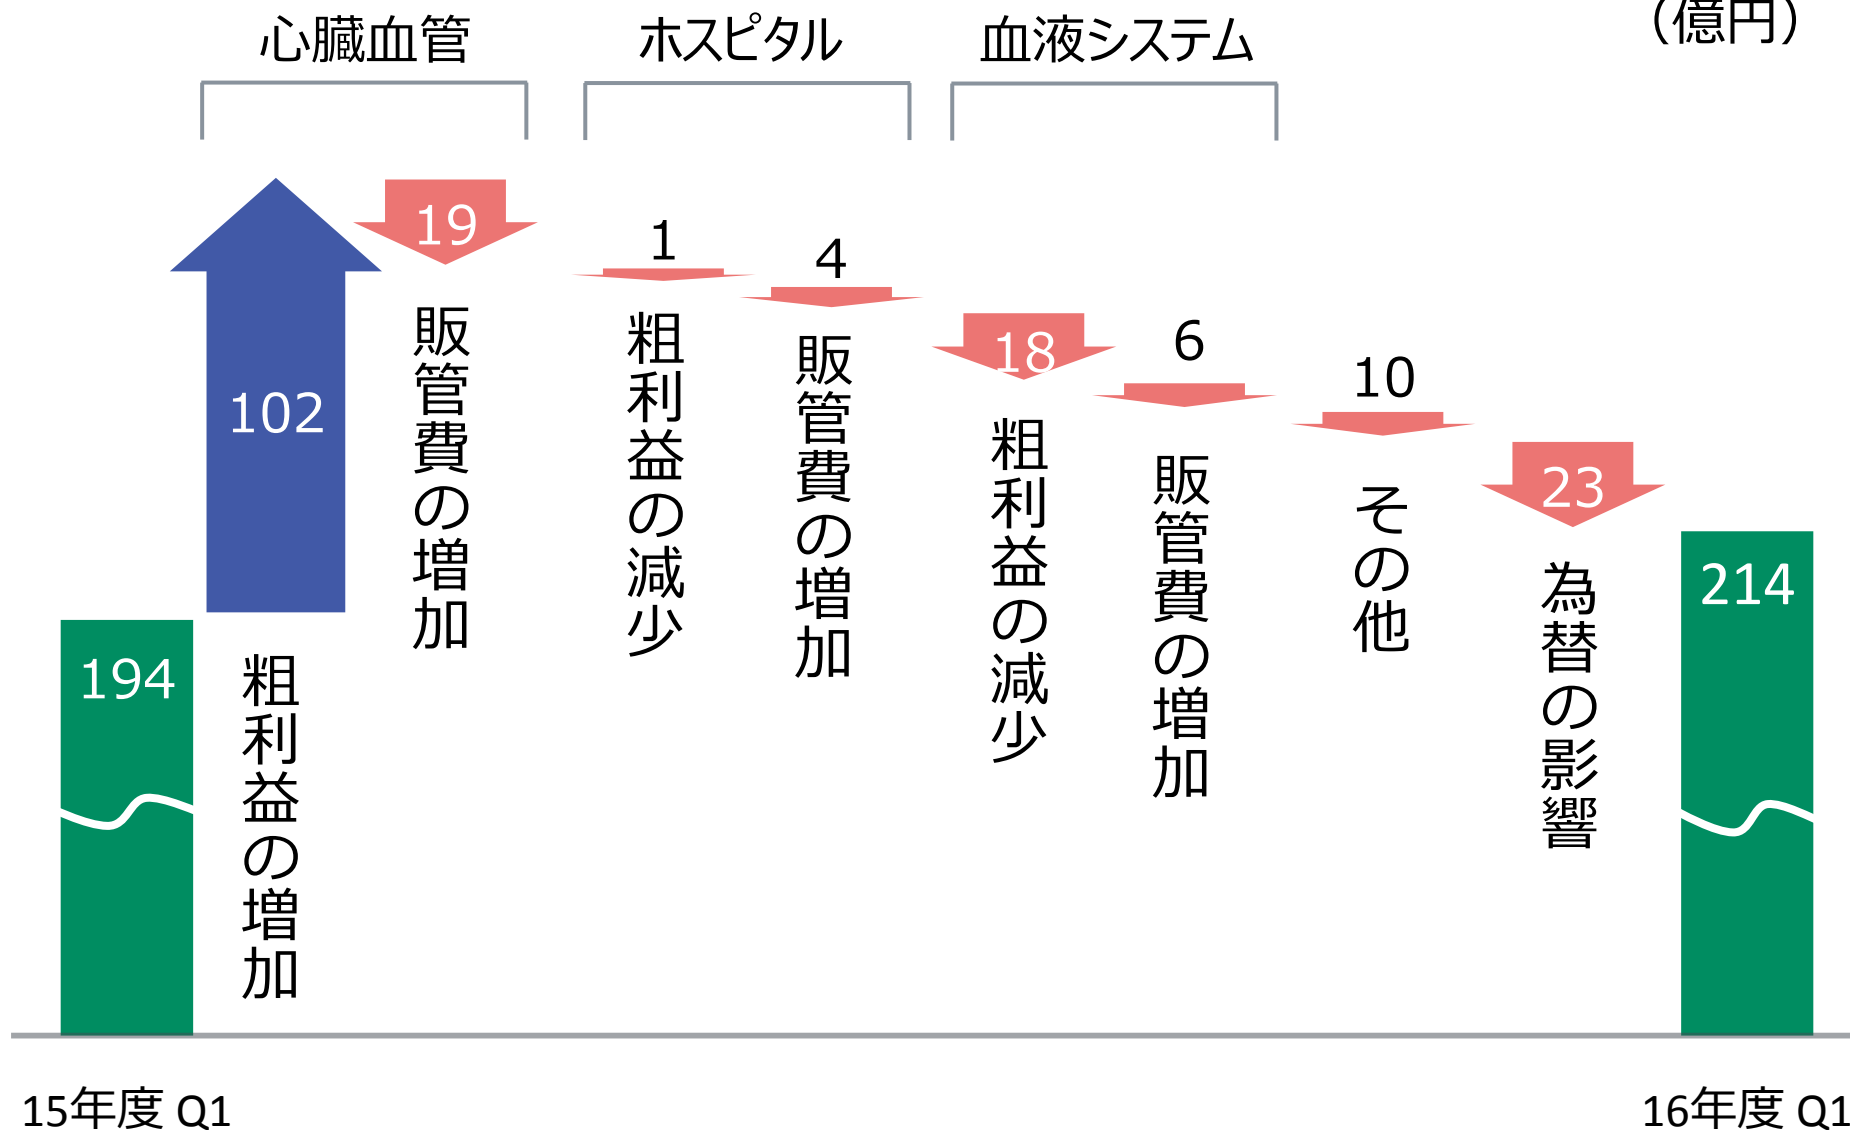 心臓血管
ホスピタル
血液システム
（億円）
194
102
粗利益の増加
19
販管費の増加
1
粗利益の減少
4
販管費の増加
18
粗利益の減少
6
販管費の増加
10
その他
23
為替の影響
214
15年度 Q1
16年度 Q1